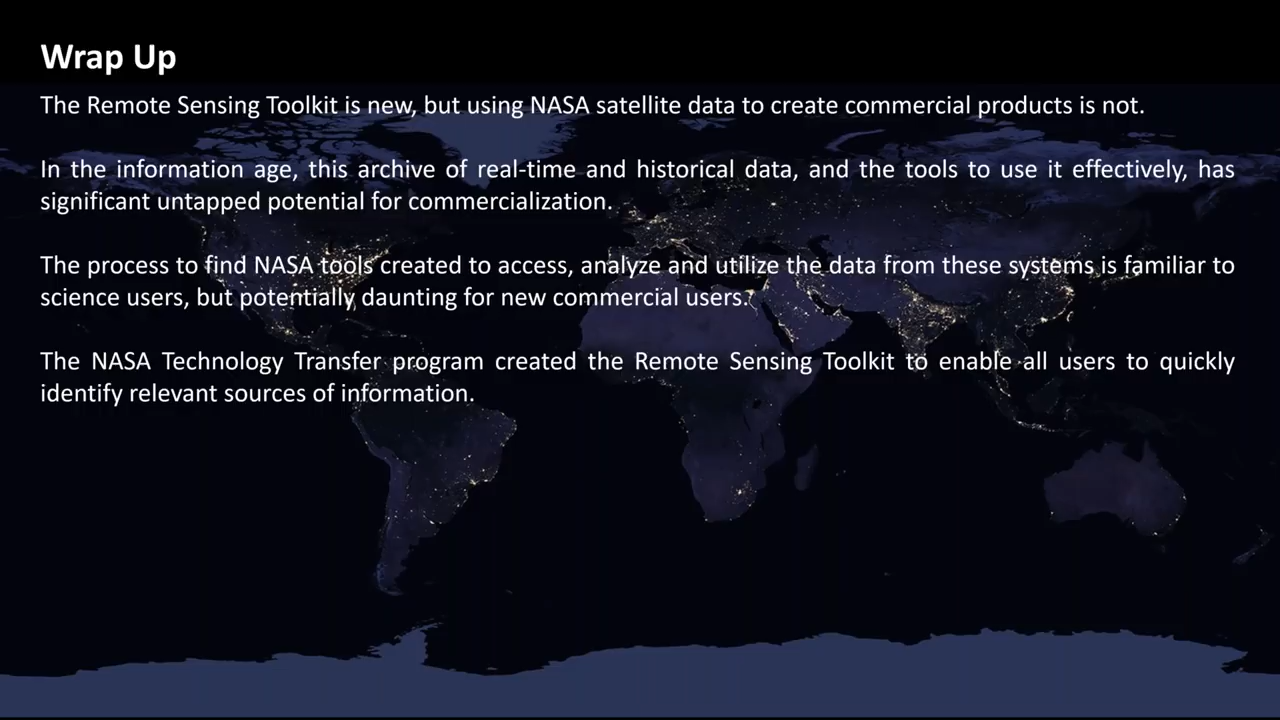 Wrap Up
The Remote Sensing Toolkit is new, but using NASA satellite data to create commercial products is not.
In the information age, this archive of real-time and historical data, and the tools to use it effectively, has
significant untapped potential for commercialization.
The process to find NASA tools created to access, analyze and utilize the data from these systems is familiar to
science users, but potentially daunting for new commercial users.
The NASA Technology Transfer program created the Remote Sensing Toolkit to enable all users to quickly
identify relevant sources of information.